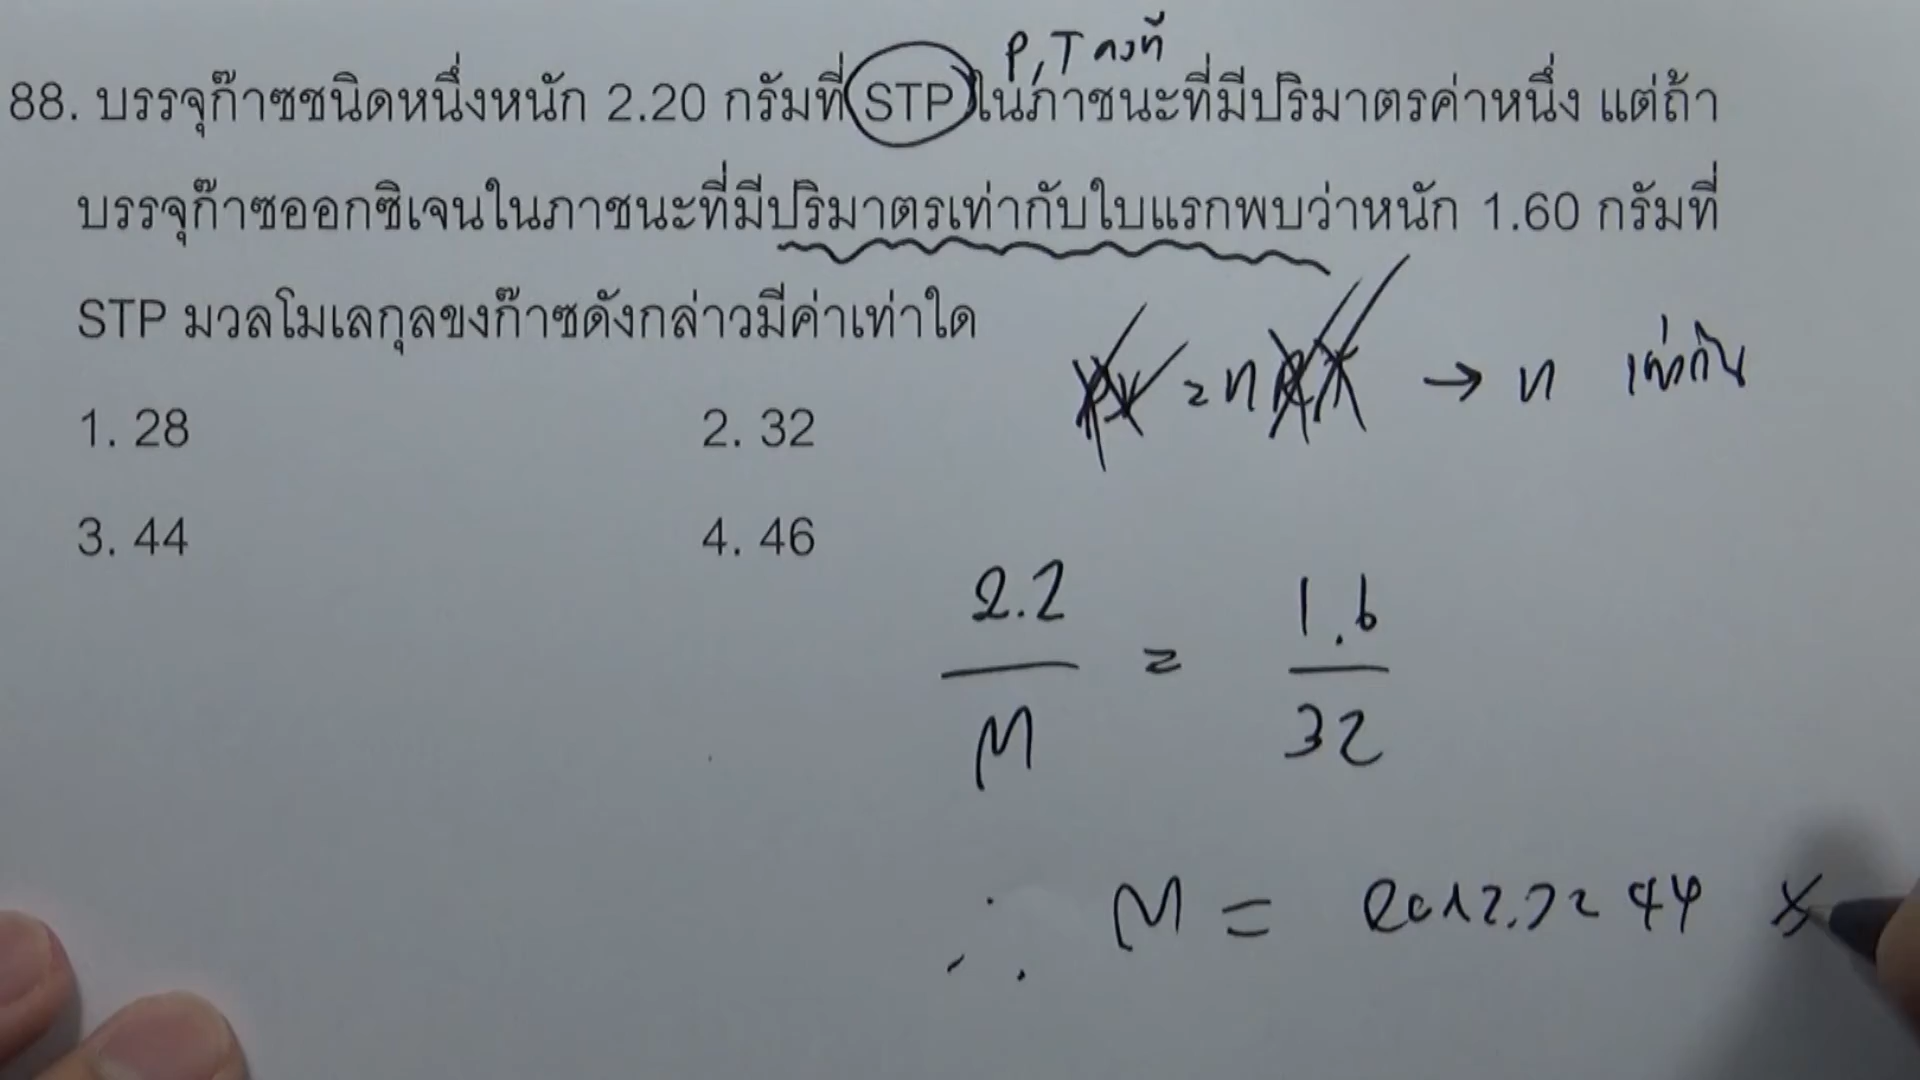 P, T คงที่
88. บรรจุก๊าซชนิดหนึ่งหนัก 2.20 กรัมที่ STP ในภาชนะที่มีปริมาตรค่าหนึ่ง แต่ถ้า
บรรจุก๊าซออกซิเจนในภาชนะที่มีปริมาตรเท่ากับใบแรกพบว่าหนัก 1.60 กรัมที่
STP มวลโมเลกุลของก๊าซดังกล่าวมีค่าเท่าใด
PV = nRT → n เท่ากัน
1. 28 2. 32
3. 44 4. 46
2.2 / M = 1.6 / 32
∴ M = 44